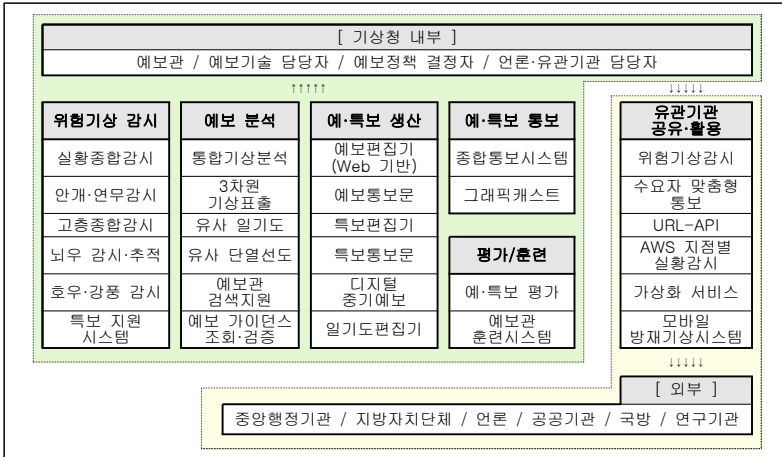 [ 기상청 내부 ]
예보관 / 예보기술 담당자 / 예보정책 결정자 / 언론·유관기관 담당자
↑↑↑↑↑
↓↓↓↓↓
위험기상 감시
실황종합감시
안개·연무감시
고층종합감시
뇌우 감시·추적
호우·강풍 감시
특보 지원
시스템
예보 분석
통합기상분석
3차원
기상표출
유사 일기도
유사 단열선도
예보관
검색지원
예보 가이던스
조회·검증
예·특보 생산
예보편집기
(Web 기반)
예보통보문
특보편집기
특보통보문
디지털
중기예보
일기도편집기
예·특보 통보
종합통보시스템
그래픽캐스트
평가/훈련
예·특보 평가
예보관
훈련시스템
유관기관
공유·활용
위험기상감시
수요자 맞춤형
통보
URL-API
AWS 지점별
실황감시
가상화 서비스
모바일
방재기상시스템
↓↓↓↓↓
[ 외부 ]
중앙행정기관 / 지방자치단체 / 언론 / 공공기관 / 국방 / 연구기관